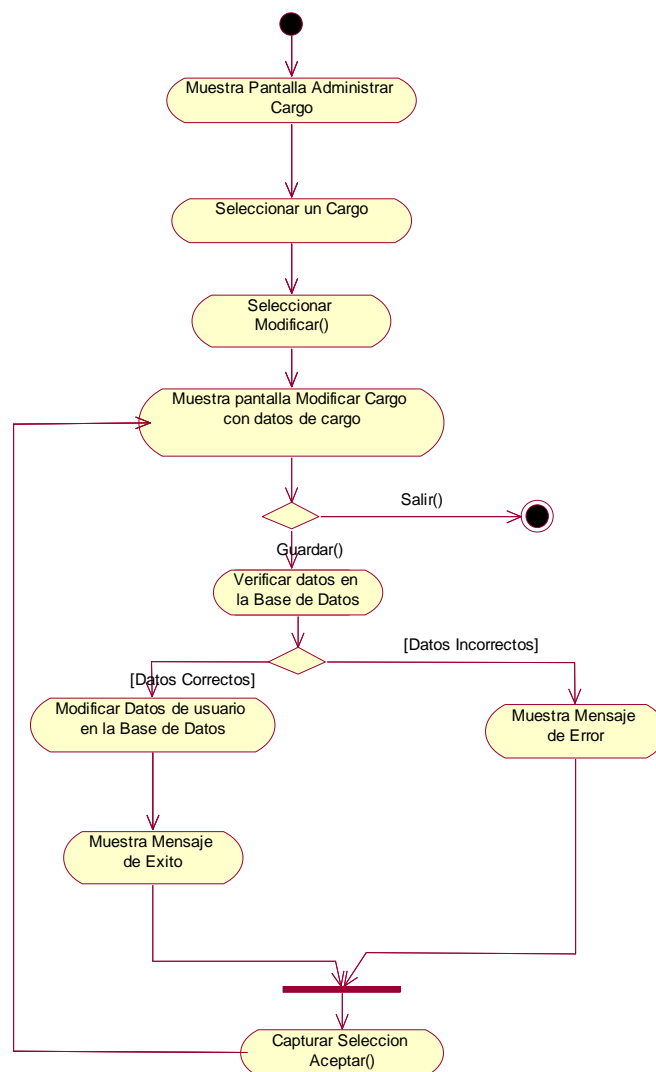 Muestra Pantalla Administrar
Cargo
Seleccionar un Cargo
Seleccionar
Modificar()
Muestra pantalla Modificar Cargo
con datos de cargo
Salir()
Guardar()
Verificar datos en
la Base de Datos
[Datos Incorrectos]
[Datos Correctos]
Modificar Datos de usuario
en la Base de Datos
Muestra Mensaje
de Error
Muestra Mensaje
de Exito
Capturar Seleccion
Aceptar()